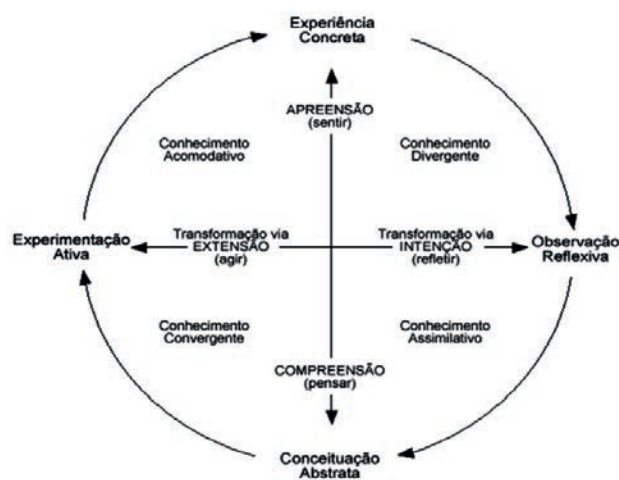 Experiência
Concreta
APREENSÃO
(sentir)
Conhecimento
Acomodativo
Conhecimento
Divergente
Experimentação
Ativa
Transformação via
EXTENSÃO
(agir)
Transformação via
INTENÇÃO
(refletir)
Observação
Reflexiva
Conhecimento
Convergente
Conhecimento
Assimilativo
COMPREENSÃO
(pensar)
Conceituação
Abstrata